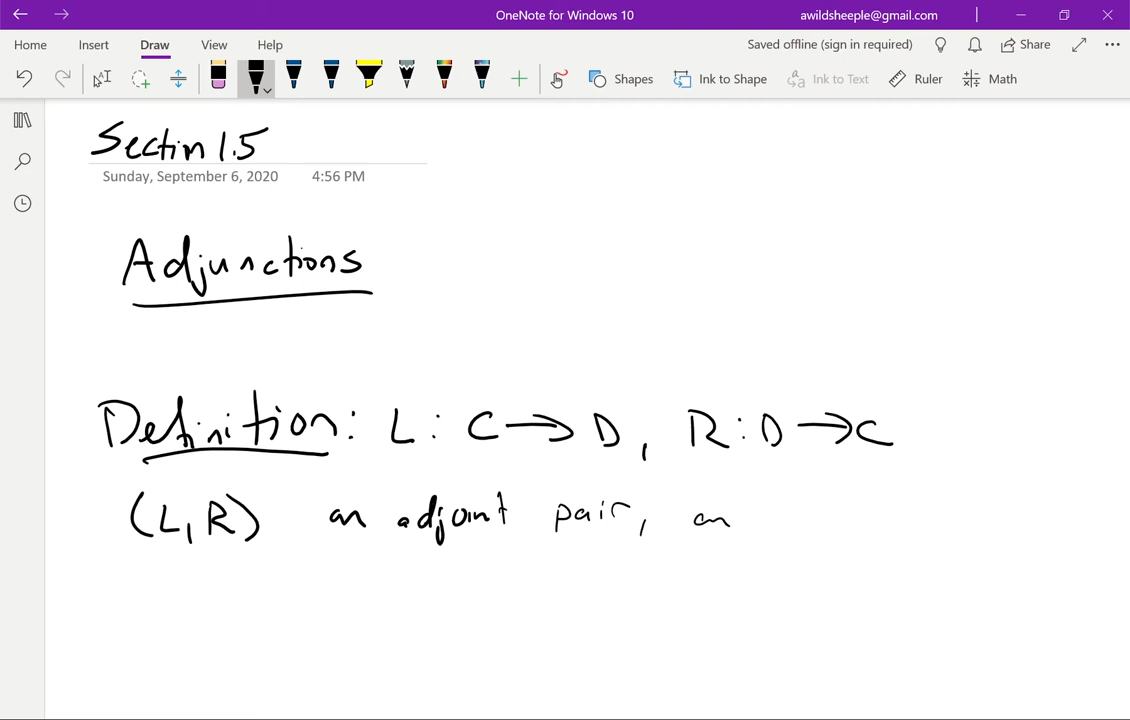 OneNote for Windows 10
awildsheeple@gmail.com
Home Insert Draw View Help
Saved offline (sign in required) Share
Shapes Ink to Shape Ink to Text Ruler Math
Section 1.5
Sunday, September 6, 2020 4:56 PM
Adjunctions
Definition: L: C → D, R: D → C
(L, R) an adjoint pair, an